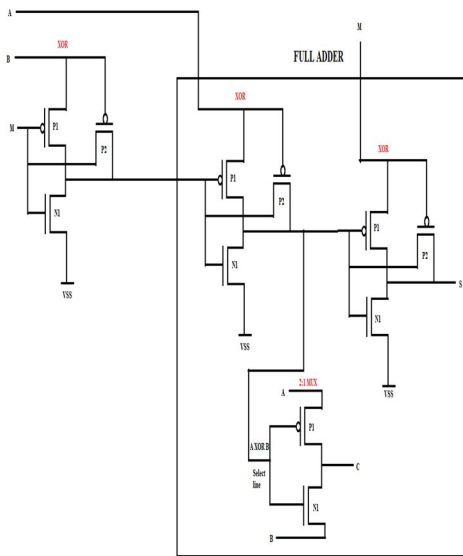 A
M
XOR
FULL ADDER
B
XOR
XOR
P1
M
P2
P1
P2
P1
P2
N1
N1
S
N1
VSS
VSS
VSS
2:1 MUX
A
P1
A XOR B
C
Select
line
N1
B